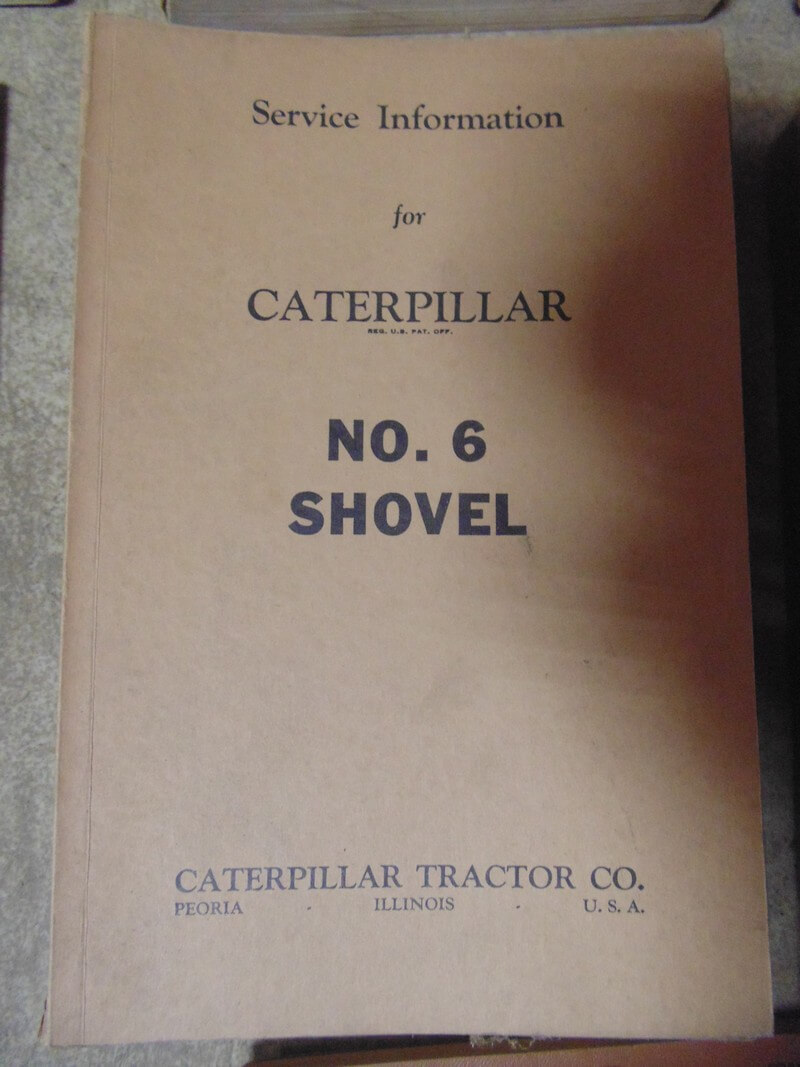 Service Information
for
CATERPILLAR
REG. U.S. PAT. OFF.
NO. 6
SHOVEL
CATERPILLAR TRACTOR CO.
PEORIA - ILLINOIS - U. S. A.